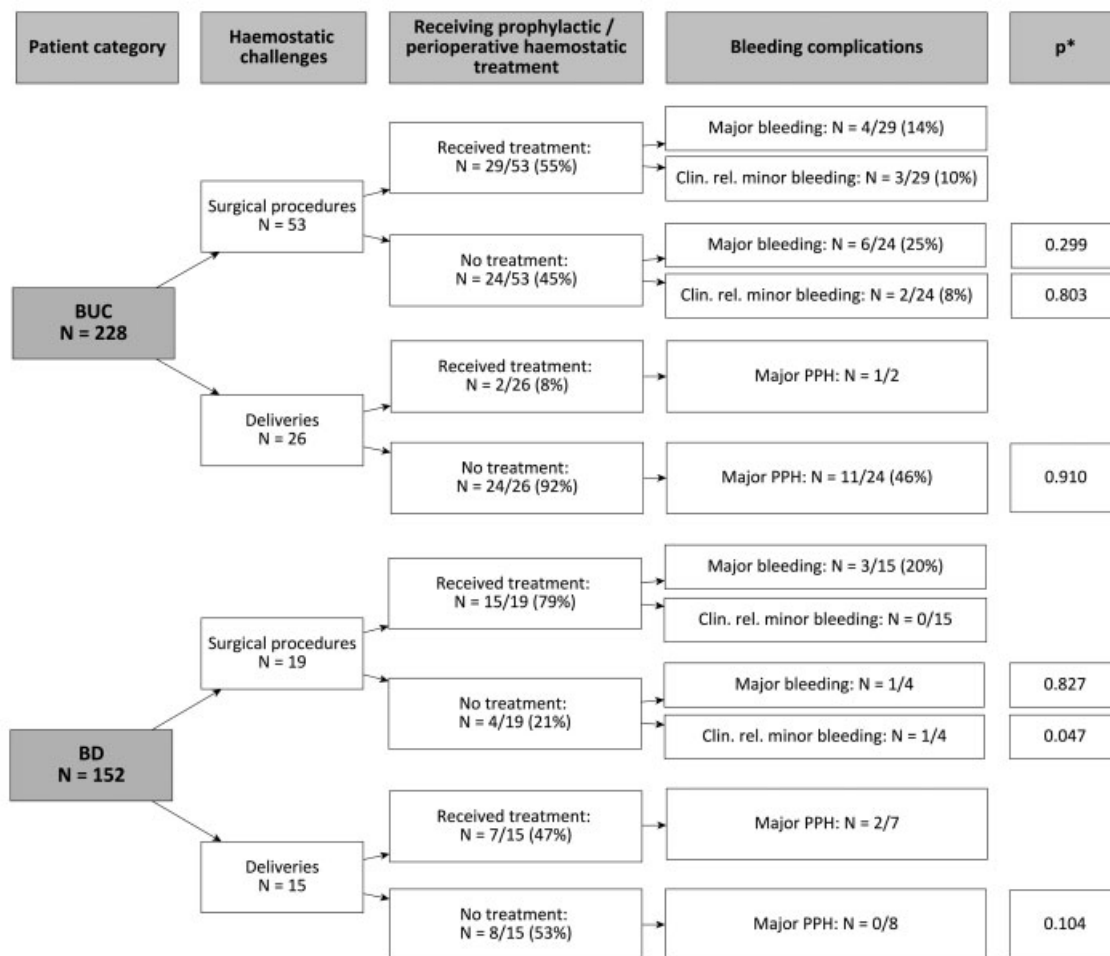 Patient category
Haemostatic
challenges
Receiving prophylactic /
perioperative haemostatic
treatment
Bleeding complications
p*
BUC
N = 228
Surgical procedures
N = 53
Received treatment:
N = 29/53 (55%)
Major bleeding: N = 4/29 (14%)
Clin. rel. minor bleeding: N = 3/29 (10%)
No treatment:
N = 24/53 (45%)
Major bleeding: N = 6/24 (25%)
0.299
Clin. rel. minor bleeding: N = 2/24 (8%)
0.803
Deliveries
N = 26
Received treatment:
N = 2/26 (8%)
Major PPH: N = 1/2
No treatment:
N = 24/26 (92%)
Major PPH: N = 11/24 (46%)
0.910
BD
N = 152
Surgical procedures
N = 19
Received treatment:
N = 15/19 (79%)
Major bleeding: N = 3/15 (20%)
Clin. rel. minor bleeding: N = 0/15
No treatment:
N = 4/19 (21%)
Major bleeding: N = 1/4
0.827
Clin. rel. minor bleeding: N = 1/4
0.047
Deliveries
N = 15
Received treatment:
N = 7/15 (47%)
Major PPH: N = 2/7
No treatment:
N = 8/15 (53%)
Major PPH: N = 0/8
0.104